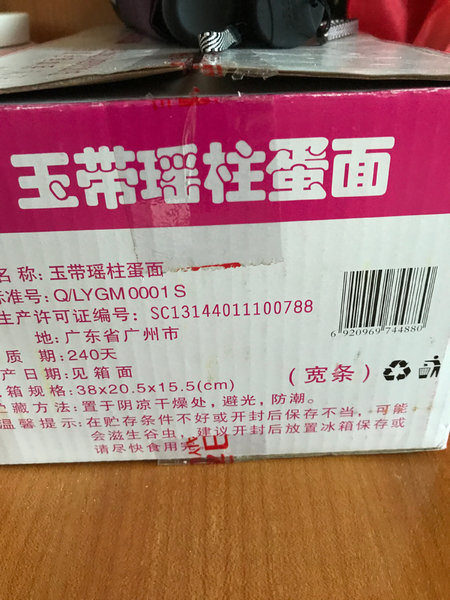 玉带瑶柱蛋面
名称：玉带瑶柱蛋面
标准号：Q/LYGM 0001 S
生产许可证编号：SC13144011100788
地：广东省广州市
质期：240天
产日期：见箱面
箱规格：38x20.5x15.5(cm)
（宽条）
贮藏方法：置于阴凉干燥处，避光，防潮。
温馨提示：在贮存条件不好或开封后保存不当，可能
会滋生谷虫，建议开封后放置冰箱保存或
请尽快食用完
6 920969 744880